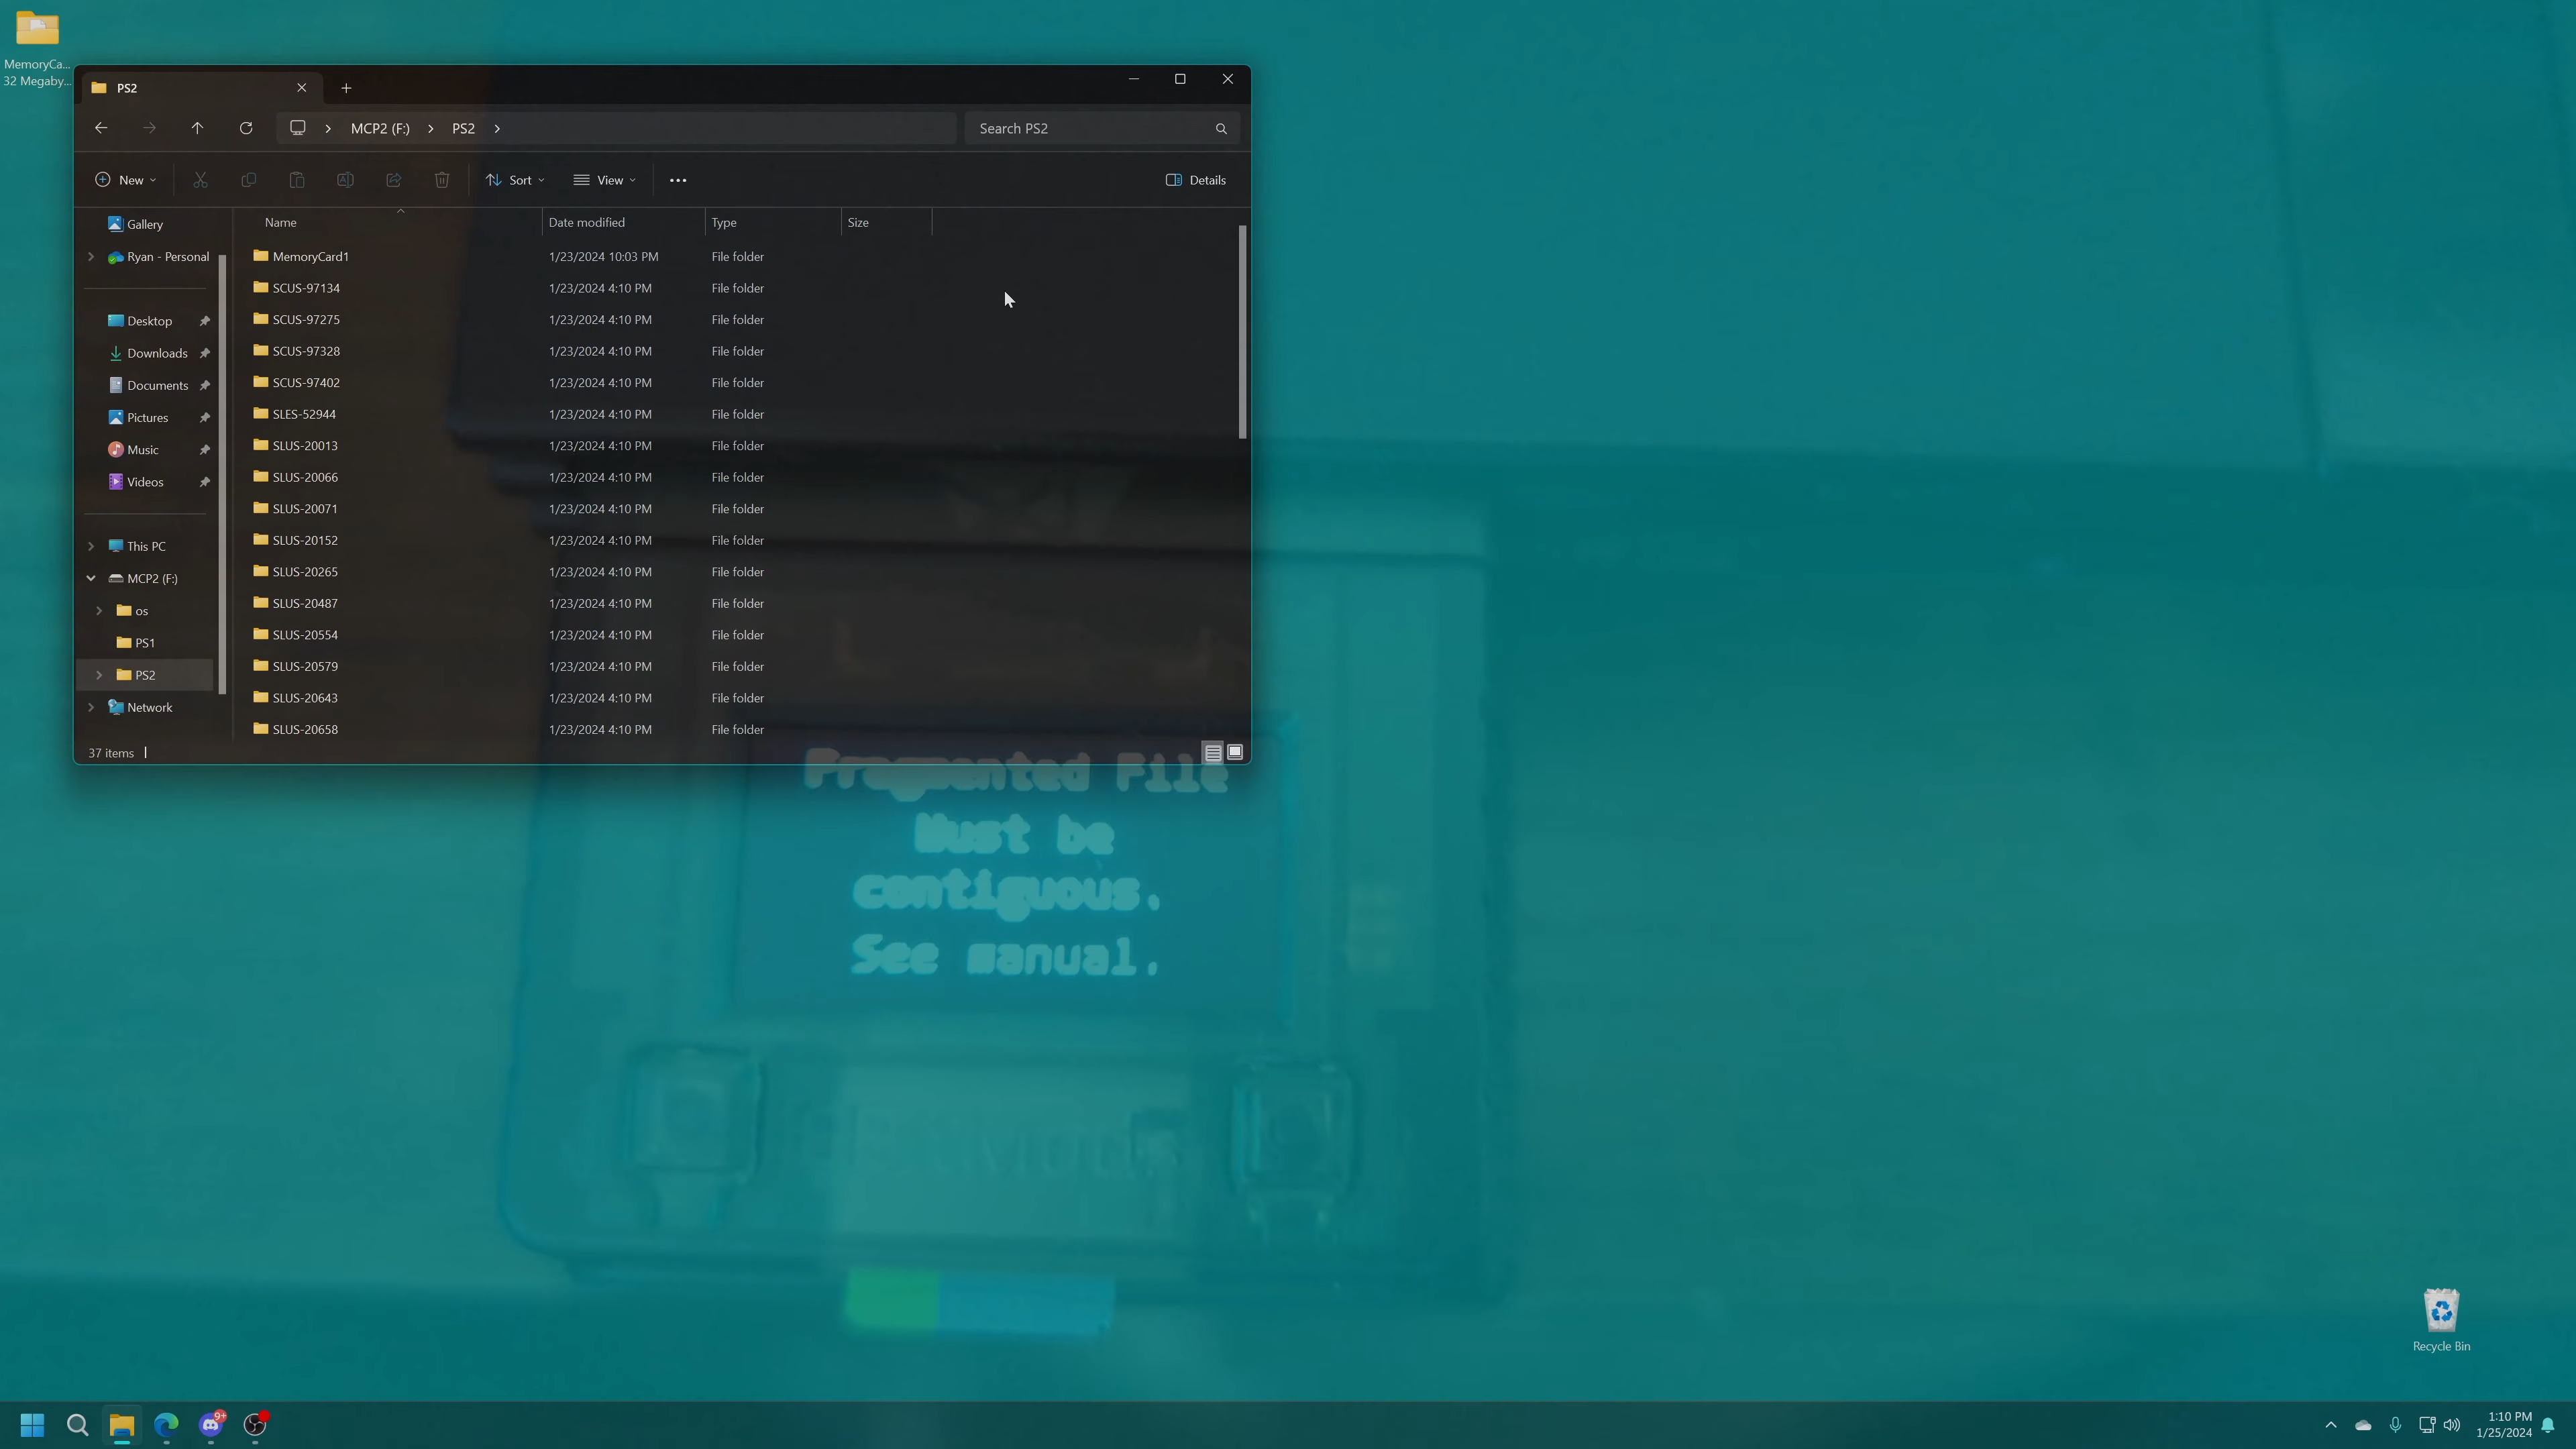 MemoryCa...
32 Megaby...
PS2
MCP2 (F:) PS2
Search PS2
New
Sort
View
Details
Name Date modified Type Size
Gallery
Ryan - Personal
Desktop
Downloads
Documents
Pictures
Music
Videos
This PC
MCP2 (F:)
os
PS1
PS2
Network
MemoryCard1 1/23/2024 10:03 PM File folder
SCUS-97134 1/23/2024 4:10 PM File folder
SCUS-97275 1/23/2024 4:10 PM File folder
SCUS-97328 1/23/2024 4:10 PM File folder
SCUS-97402 1/23/2024 4:10 PM File folder
SLES-52944 1/23/2024 4:10 PM File folder
SLUS-20013 1/23/2024 4:10 PM File folder
SLUS-20066 1/23/2024 4:10 PM File folder
SLUS-20071 1/23/2024 4:10 PM File folder
SLUS-20152 1/23/2024 4:10 PM File folder
SLUS-20265 1/23/2024 4:10 PM File folder
SLUS-20487 1/23/2024 4:10 PM File folder
SLUS-20554 1/23/2024 4:10 PM File folder
SLUS-20579 1/23/2024 4:10 PM File folder
SLUS-20643 1/23/2024 4:10 PM File folder
SLUS-20658 1/23/2024 4:10 PM File folder
37 items
Fragmented File
Must be
contiguous.
See manual.
Recycle Bin
9+
1:10 PM
1/25/2024